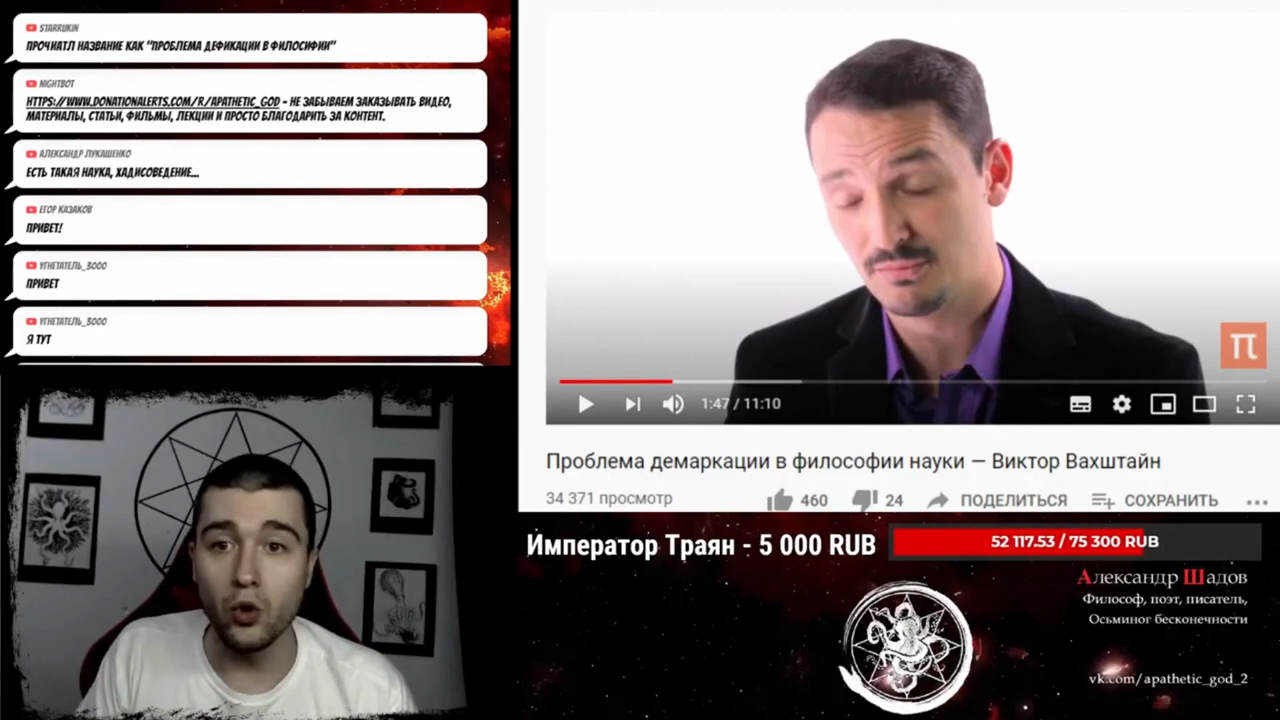 STARRUKIN
ПРОЧИАТЛ НАЗВАНИЕ КАК "ПРОБЛЕМА ДЕФИКАЦИИ В ФИЛОСИФИИ"
NIGHTBOT
HTTPS://WWW.DONATIONALERTS.COM/R/APATHETIC_GOD - НЕ ЗАБЫВАЕМ ЗАКАЗЫВАТЬ ВИДЕО,
МАТЕРИАЛЫ, СТАТЬИ, ФИЛЬМЫ, ЛЕКЦИИ И ПРОСТО БЛАГОДАРИТЬ ЗА КОНТЕНТ.
АЛЕКСАНДР ЛУКАШЕНКО
ЕСТЬ ТАКАЯ НАУКА, ХАДИСОВЕДЕНИЕ...
ЕГОР КАЗАКОВ
ПРИВЕТ!
УГНЕТАТЕЛЬ_3000
ПРИВЕТ
УГНЕТАТЕЛЬ_3000
Я ТУТ
π
1:47 / 11:10
Проблема демаркации в философии науки — Виктор Вахштайн
34 371 просмотр
460
24
ПОДЕЛИТЬСЯ
СОХРАНИТЬ
Император Траян - 5 000 RUB
52 117.53 / 75 300 RUB
Александр Шадов
Философ, поэт, писатель,
Осьминог бесконечности
vk.com/apathetic_god_2